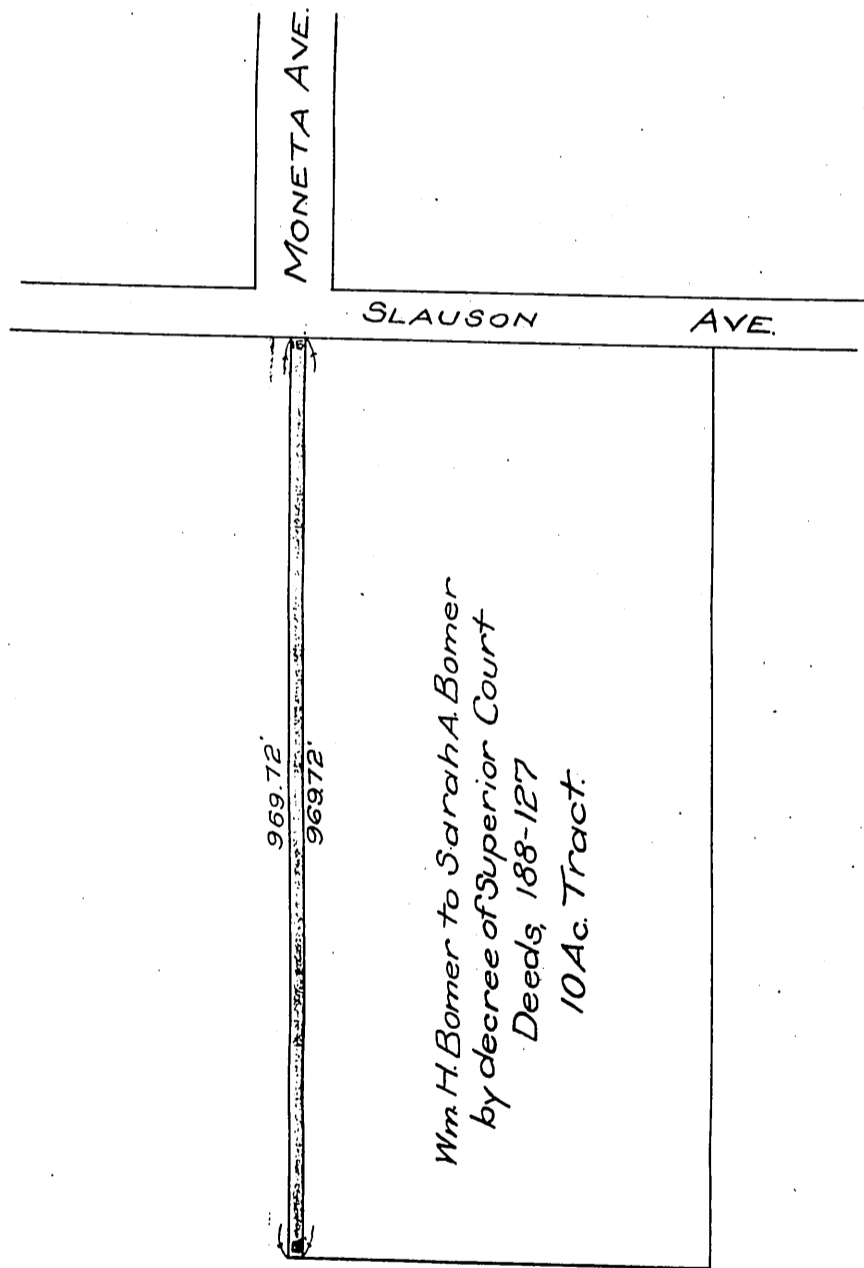 MONETA AVE.
SLAUSON AVE.
969.72'
969.72'
Wm. H. Bomer to Sarah A. Bomer
by decree of Superior Court
Deeds, 188-127
10 Ac. Tract.